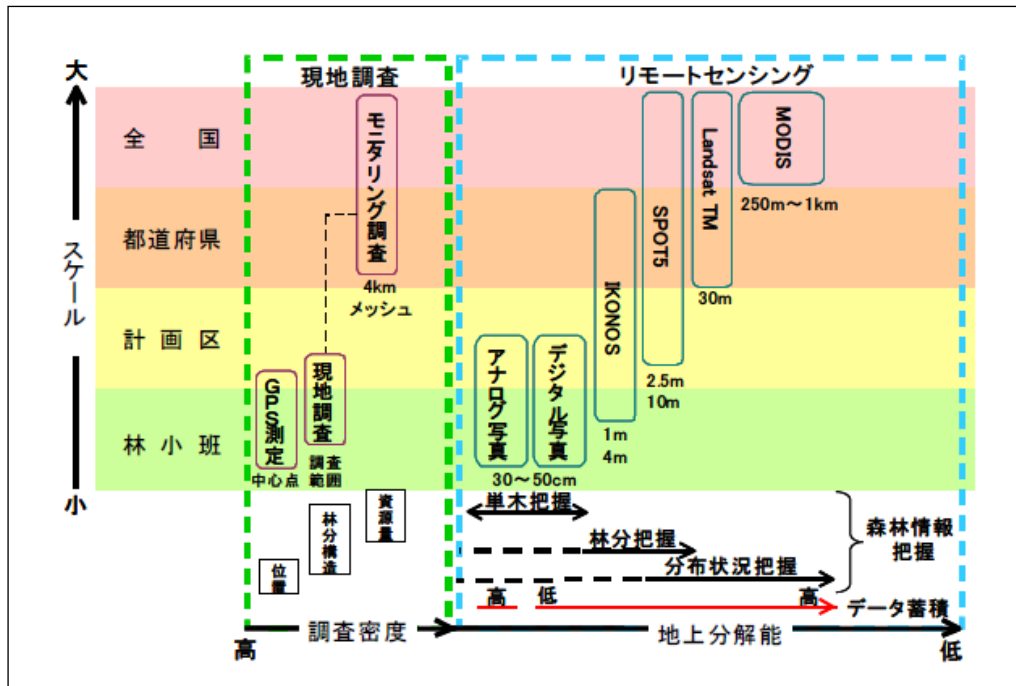 現地調査
リモートセンシング
大
スケール
小
全国
都道府県
計画区
林小班
モニタリング調査
4km
メッシュ
現地調査
調査
範囲
GPS測定
中心点
アナログ写真
デジタル写真
30～50cm
IKONOS
1m
4m
SPOT5
2.5m
10m
Landsat TM
30m
MODIS
250m～1km
資源量
林分構造
位置
単木把握
林分把握
分布状況把握
森林情報
把握
高
低
高
データ蓄積
高
調査密度
地上分解能
低